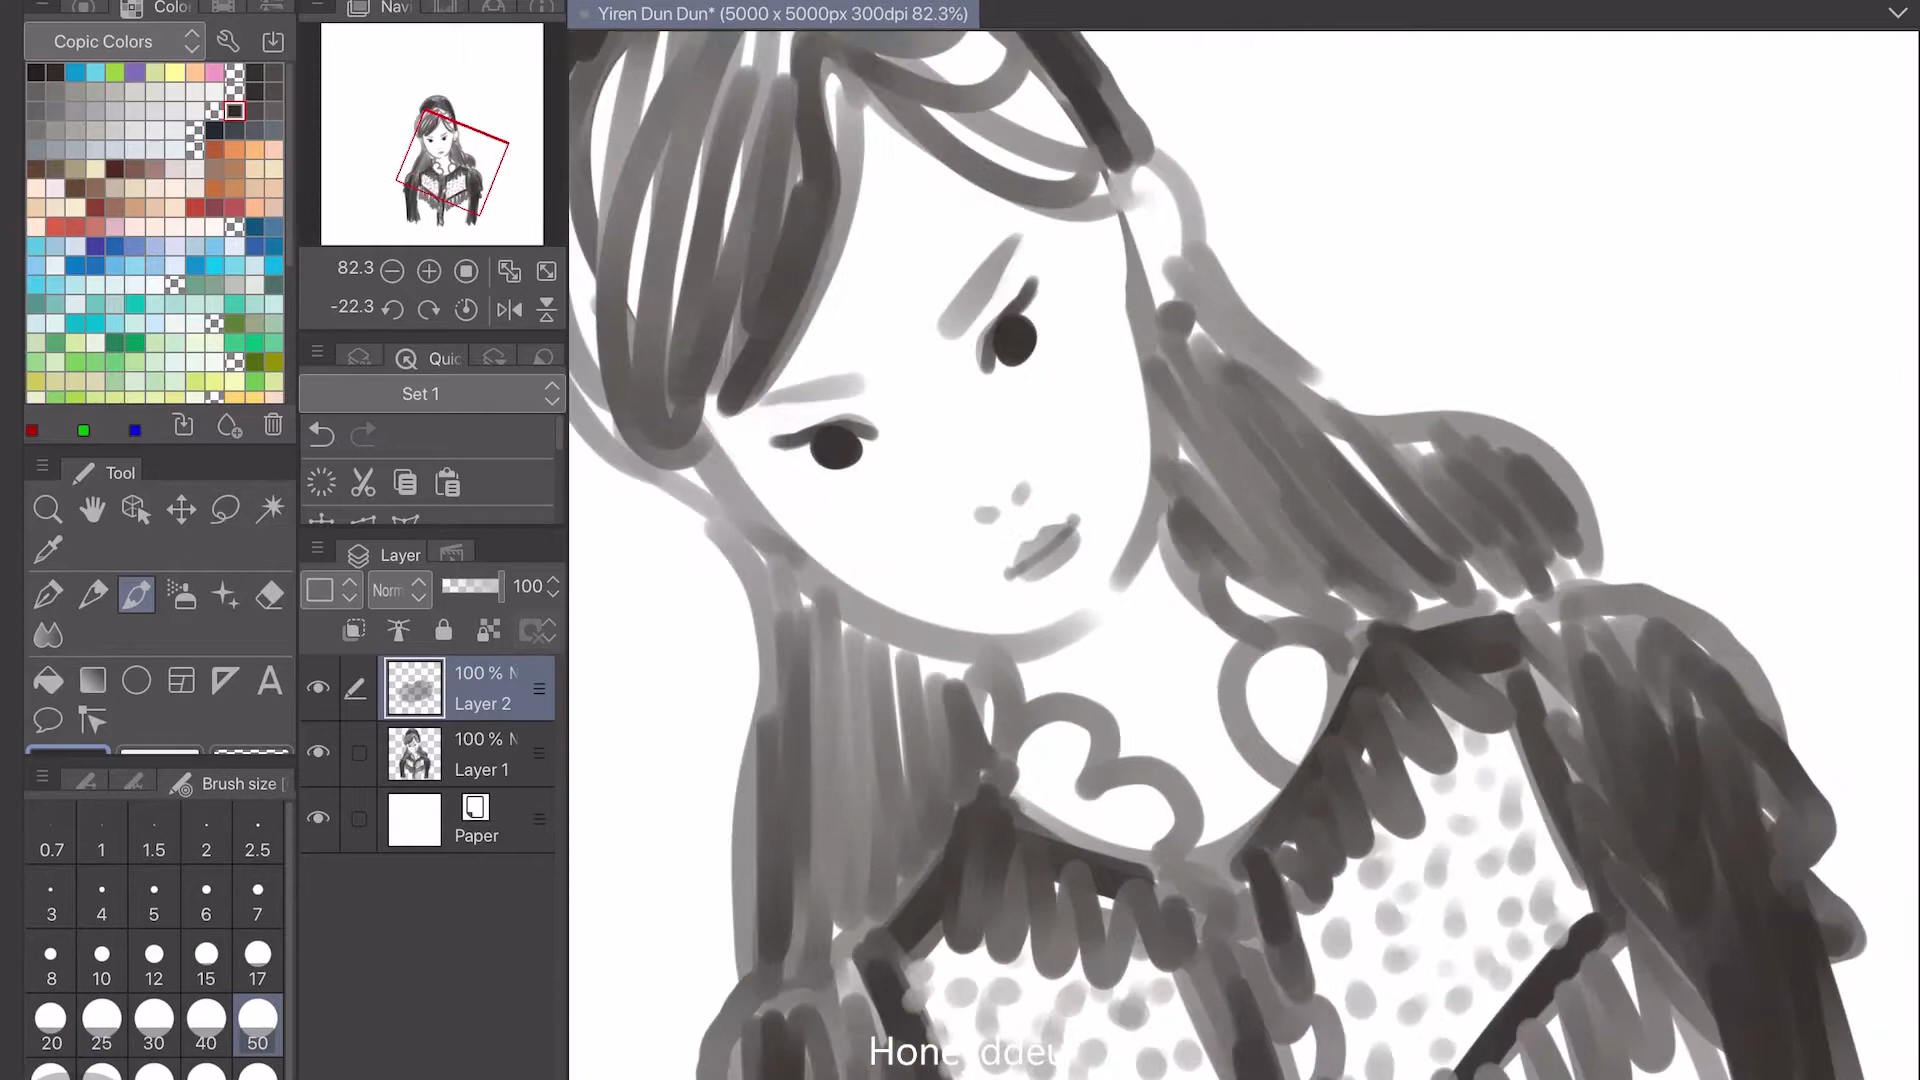 Color
Navi
Yiren Dun Dun* (5000 x 5000px 300dpi 82.3%)
Copic Colors
82.3
-22.3
Quic
Set 1
Tool
Layer
Norm
100
100 % N
Layer 2
100 % N
Layer 1
Paper
A
Brush size [
0.7 1 1.5 2 2.5
3 4 5 6 7
8 10 12 15 17
20 25 30 40 50